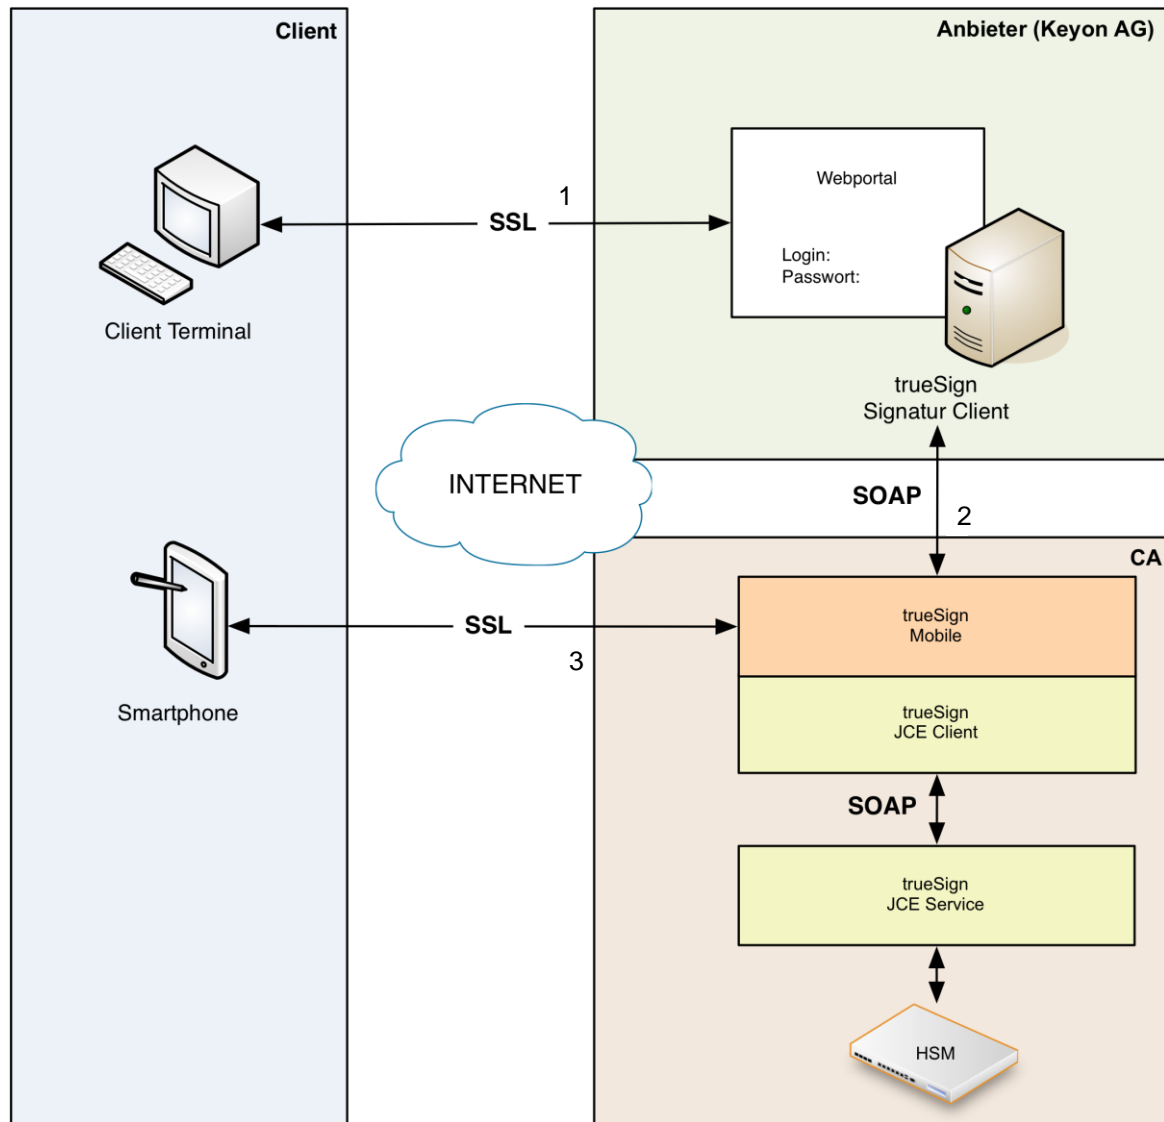 Client
Anbieter (Keyon AG)
Webportal
1
SSL
Login:
Passwort:
Client Terminal
trueSign
Signatur Client
INTERNET
SOAP
2
CA
trueSign
Mobile
SSL
3
Smartphone
trueSign
JCE Client
SOAP
trueSign
JCE Service
HSM